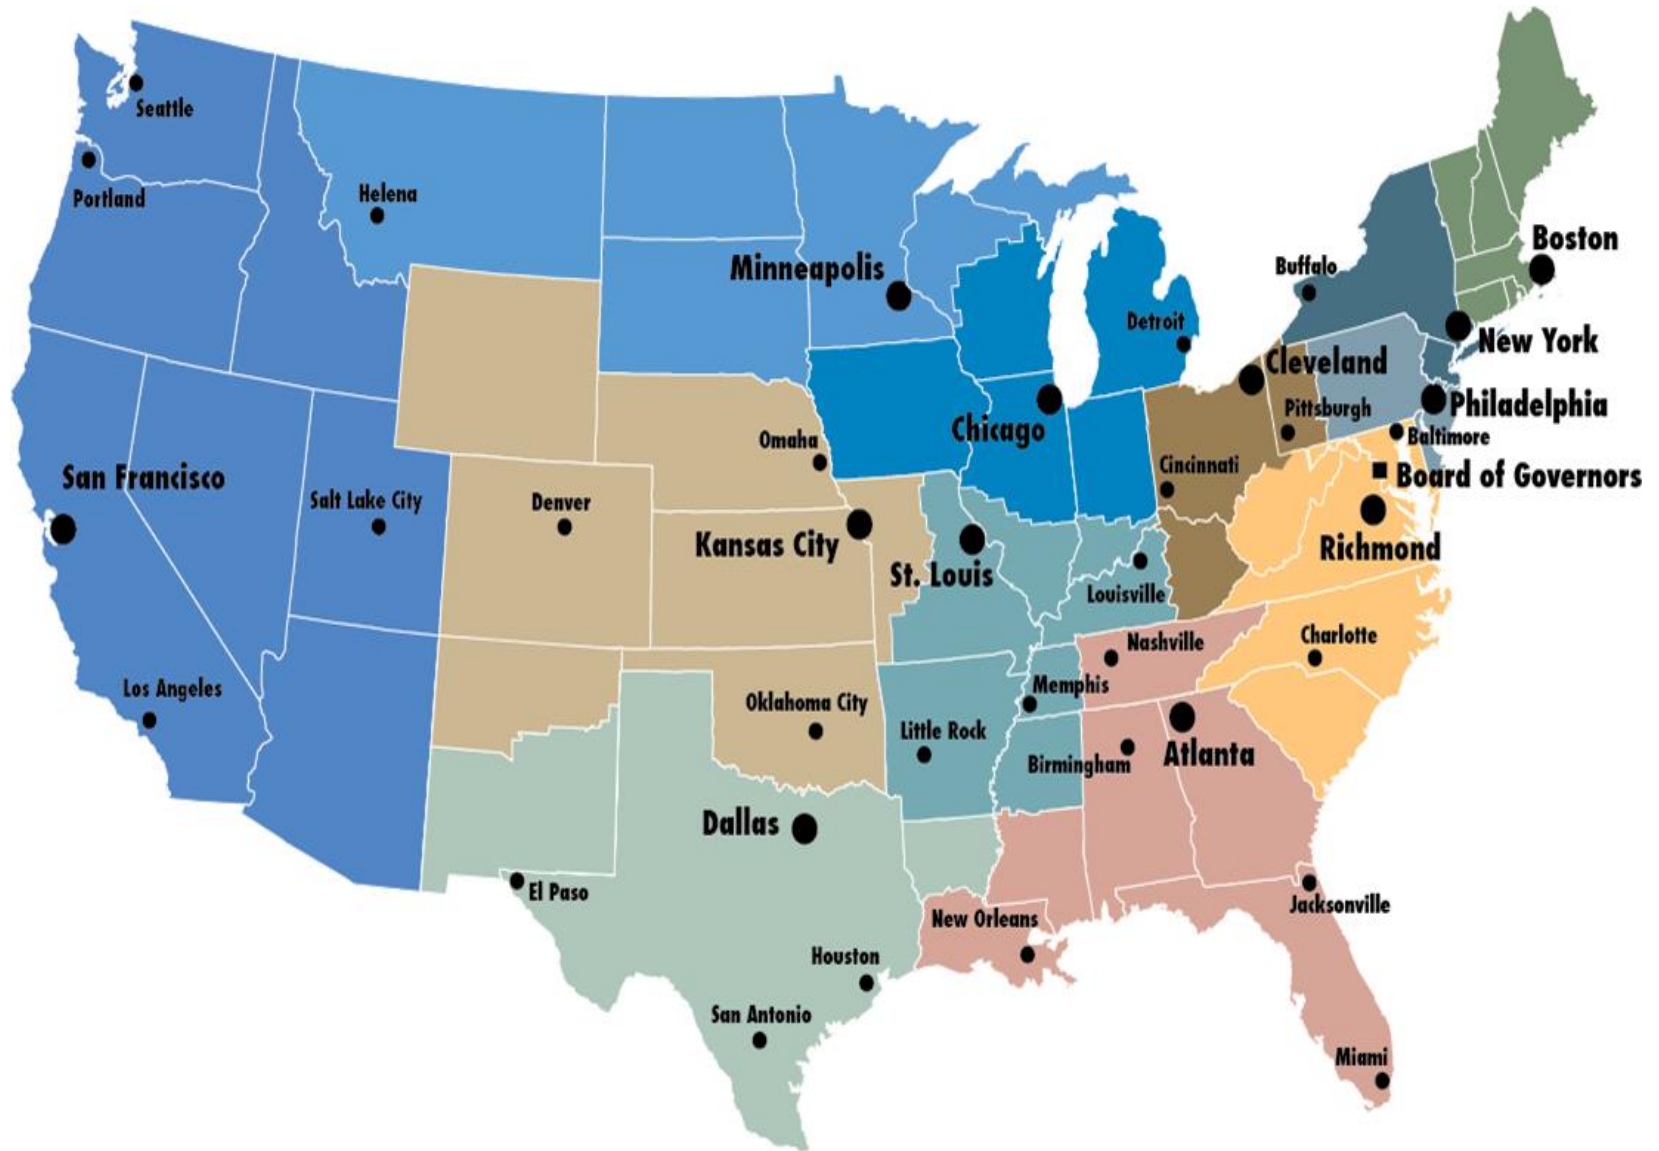 Seattle
Portland
Helena
Minneapolis
Boston
Buffalo
Detroit
New York
Cleveland
Pittsburgh
Philadelphia
Chicago
Omaha
Baltimore
San Francisco
Cincinnati
Board of Governors
Salt Lake City
Denver
Kansas City
Richmond
St. Louis
Louisville
Charlotte
Nashville
Los Angeles
Memphis
Oklahoma City
Little Rock
Birmingham
Atlanta
Dallas
El Paso
Jacksonville
New Orleans
Houston
San Antonio
Miami